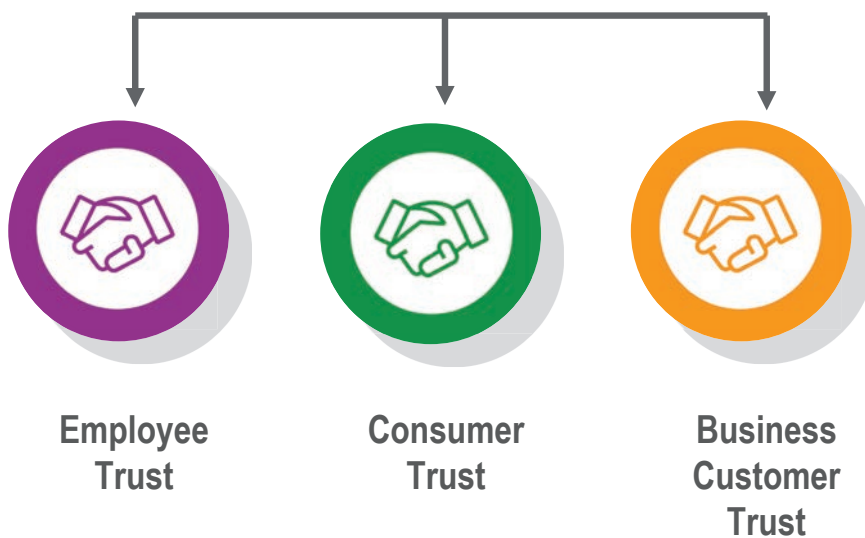 Employee
Trust
Consumer
Trust
Business
Customer
Trust